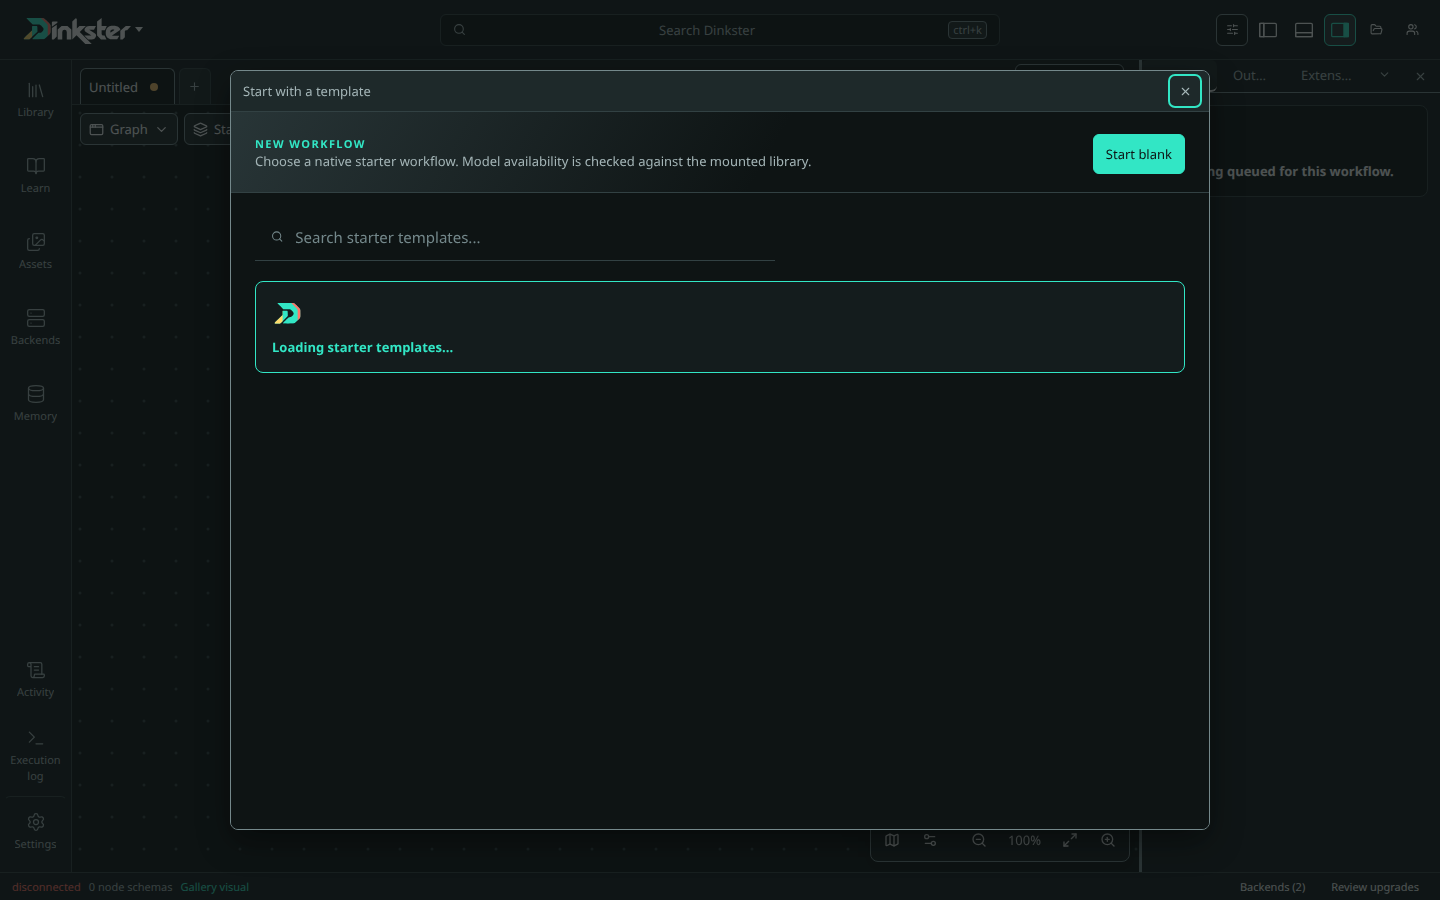 Dinkster
Search Dinkster
ctrl+k
Library
Learn
Assets
Backends
Memory
Activity
Execution
log
Settings
Untitled
Graph
Sta
Out...
Extens...
Start with a template
NEW WORKFLOW
Choose a native starter workflow. Model availability is checked against the mounted library.
Start blank
Search starter templates...
Loading starter templates...
ng queued for this workflow.
100%
disconnected
0 node schemas
Gallery visual
Backends (2)
Review upgrades